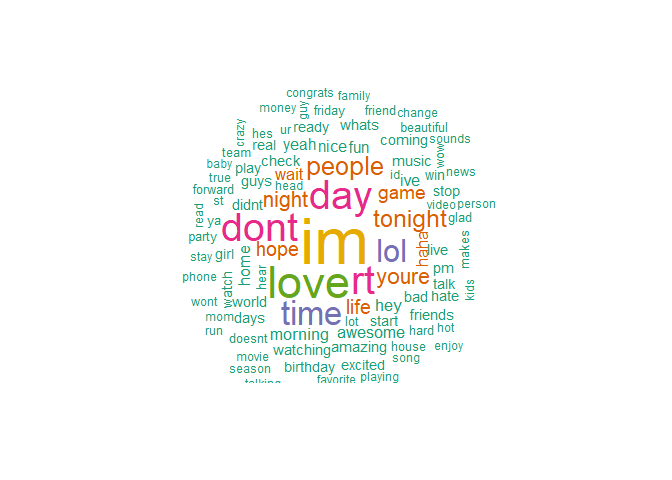 congrats family
money guy friday friend change
crazy hes ur ready whats beautiful
real yeah nice fun coming sounds
team check people music wow
baby play wait id ive win news
true guys head night day game stop
forward st didnt video person
read ya dont im tonight glad
party girl hope lol haha live makes
stay home hear love rt youre pm talk
phone watch world time life hey bad hate kids
wont mom days lot start friends
run doesnt morning awesome hard hot
movie watching amazing house enjoy
season birthday excited song
talking favorite playing